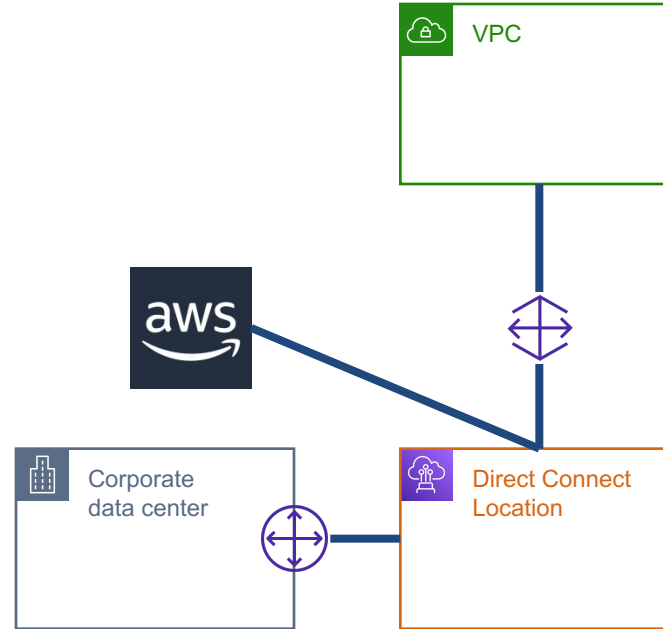 VPC
aws
Corporate
data center
Direct Connect
Location